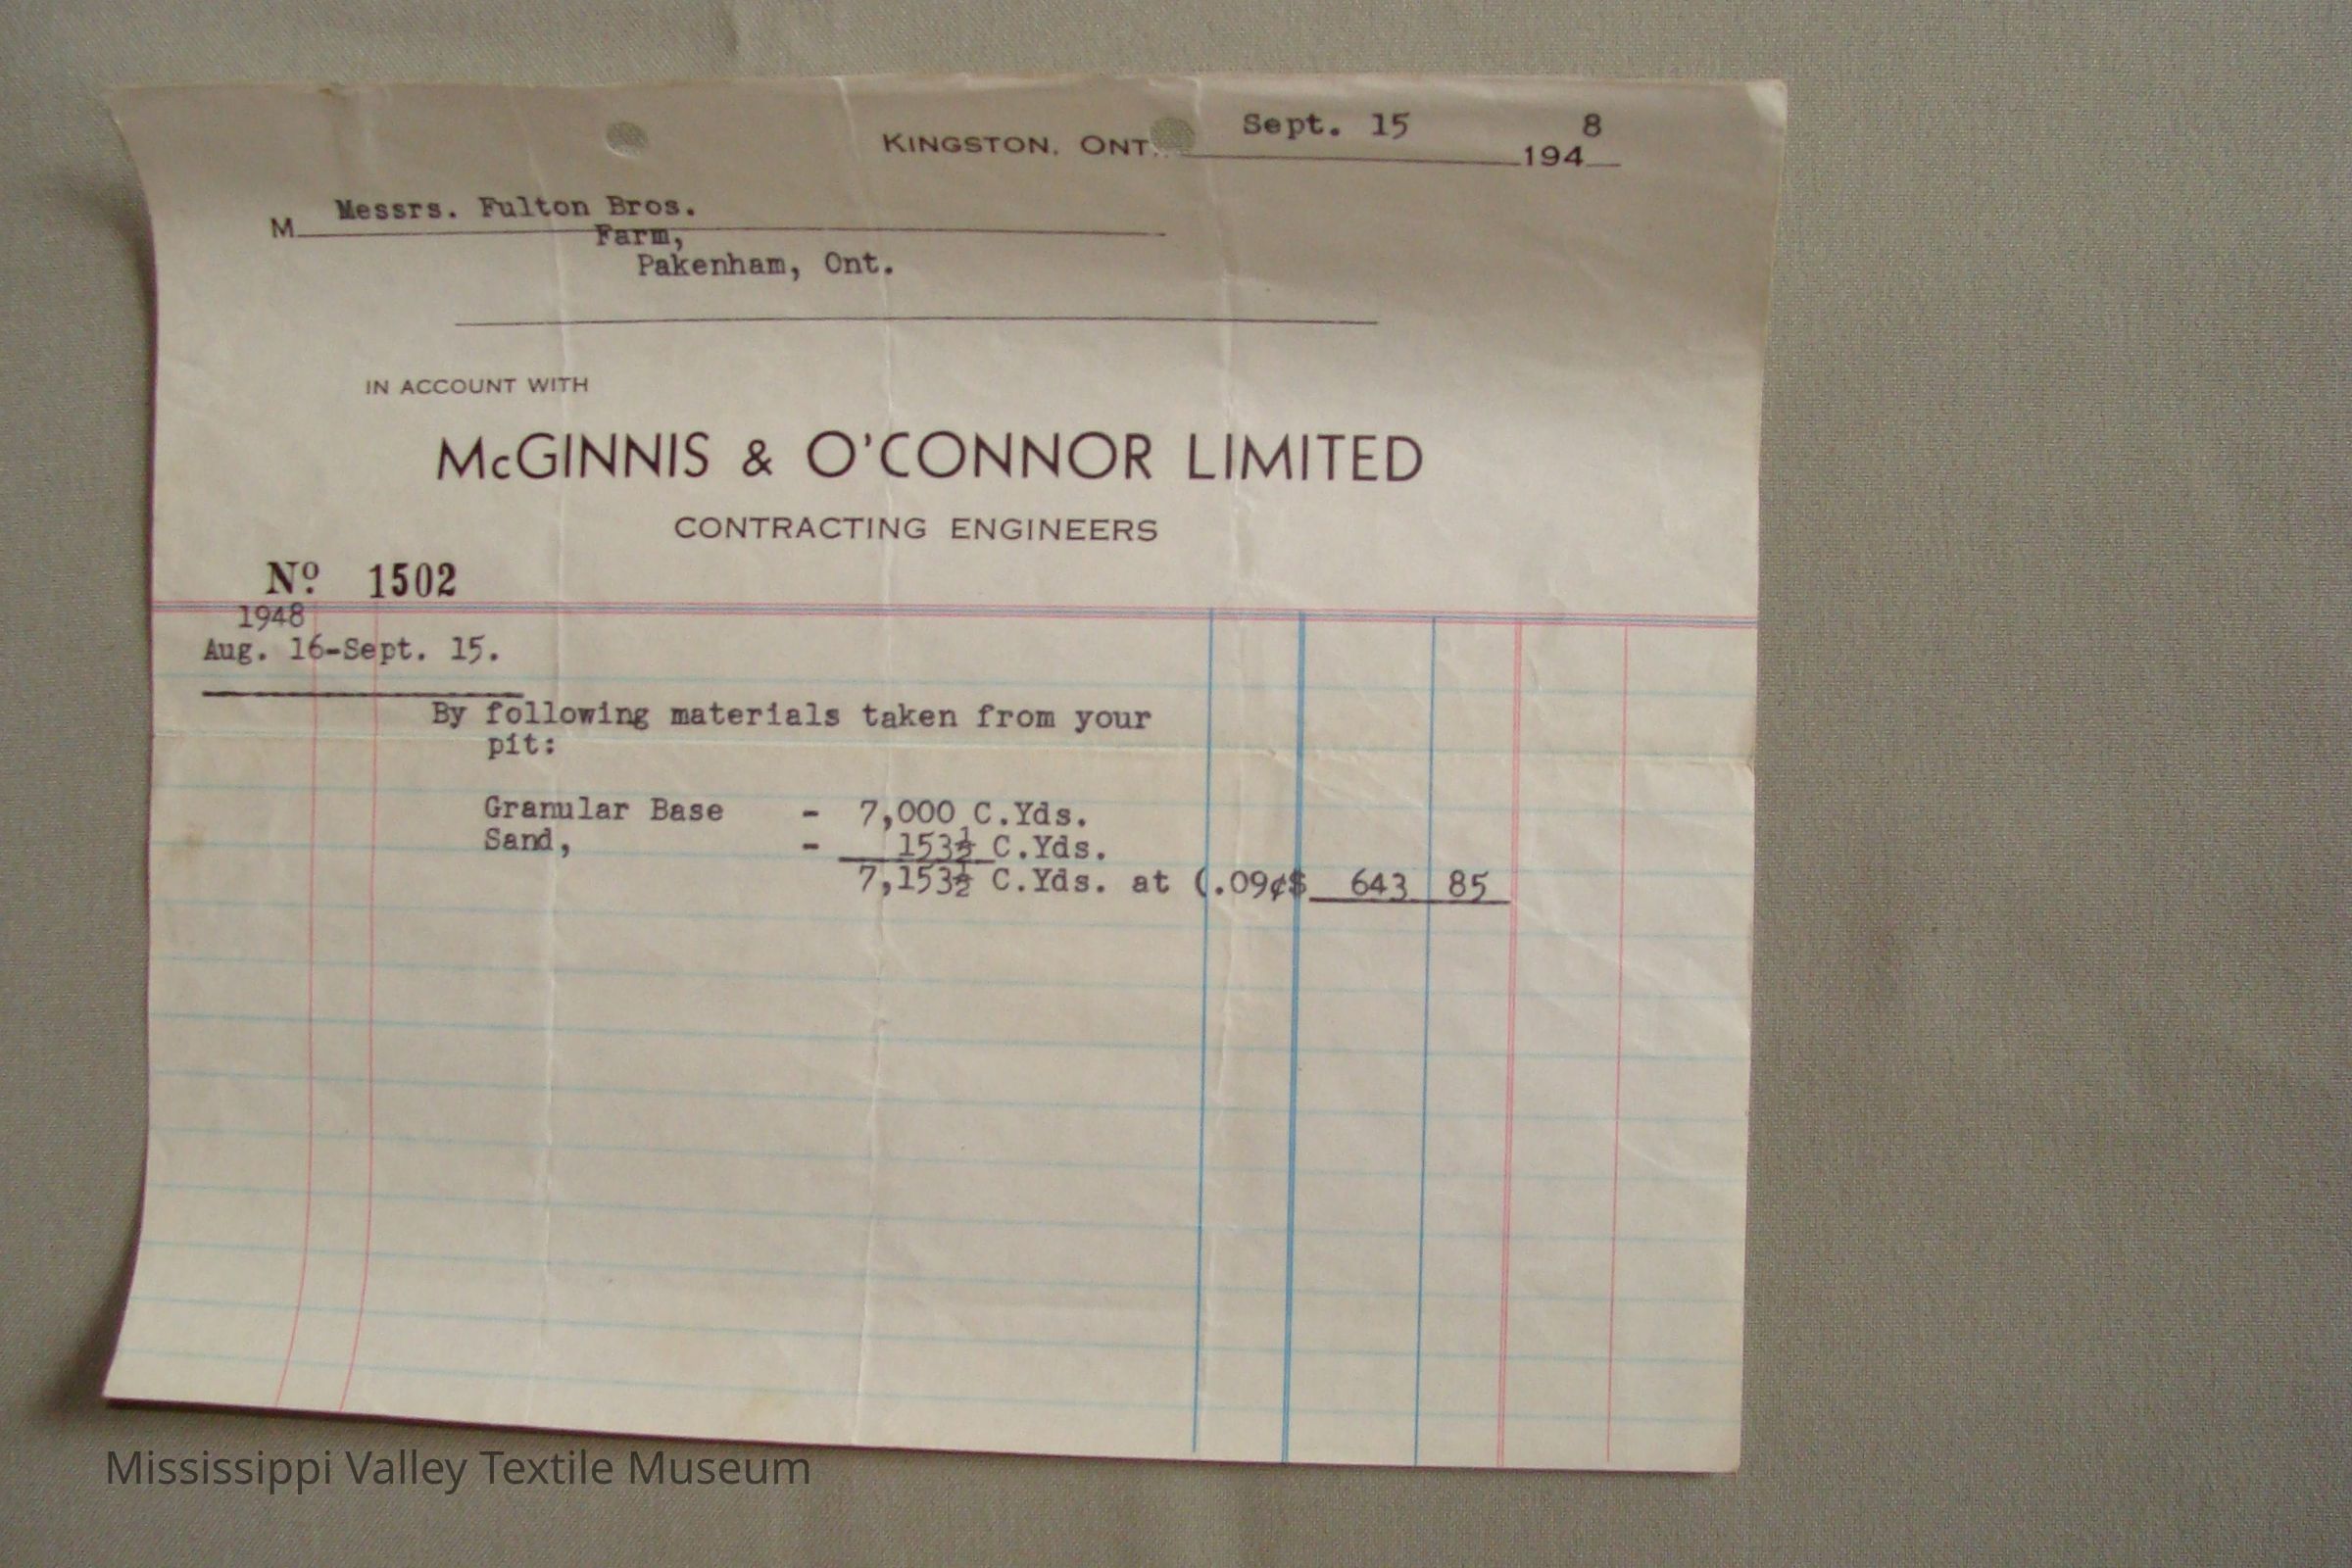 KINGSTON, ONT. Sept. 15 1948
M Messrs. Fulton Bros.
Farm,
Pakenham, Ont.
IN ACCOUNT WITH
McGINNIS & O'CONNOR LIMITED
CONTRACTING ENGINEERS
Nº 1502
1948
Aug. 16-Sept. 15.
By following materials taken from your
pit:
Granular Base - 7,000 C.Yds.
Sand, - 153½ C.Yds.
7,153½ C.Yds. at (.09¢$ 643 85
Mississippi Valley Textile Museum